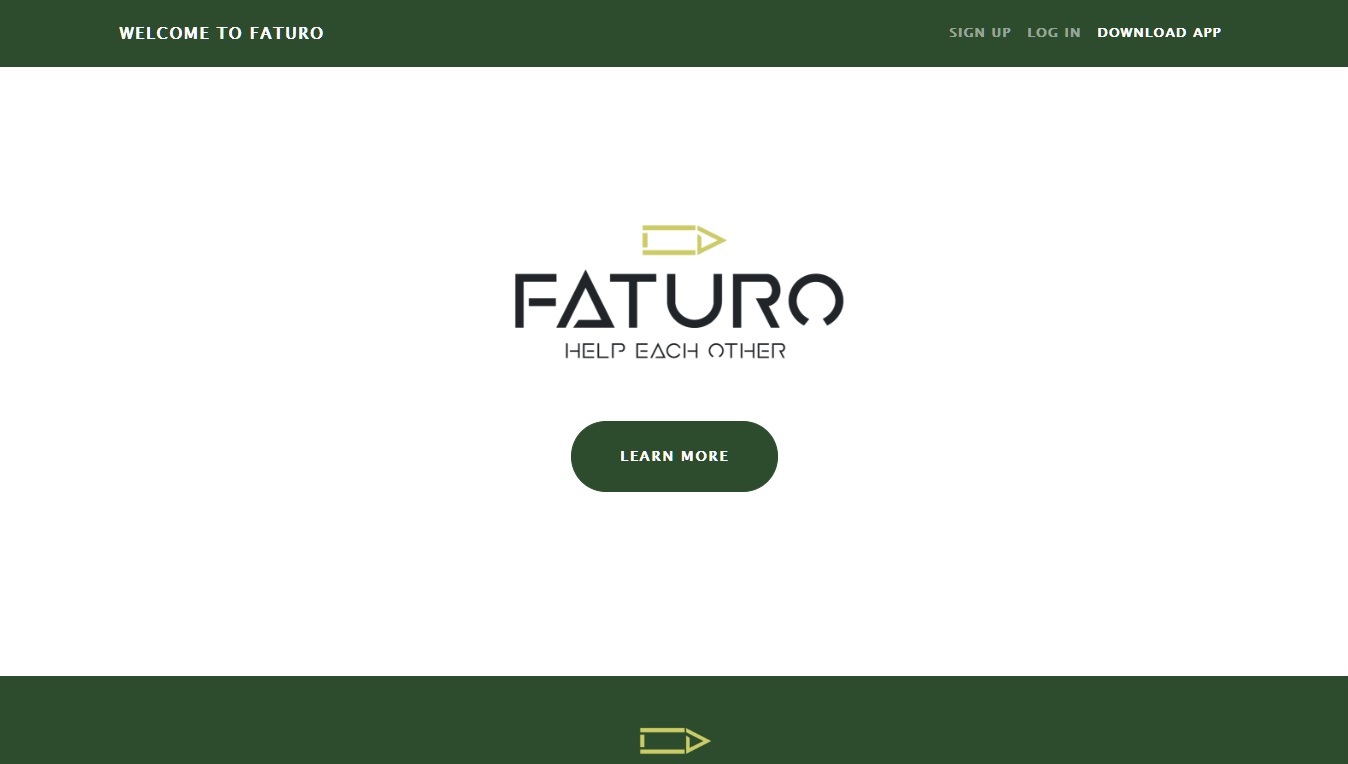 WELCOME TO FATURO
SIGN UP LOG IN DOWNLOAD APP
FATURO
HELP EACH OTHER
LEARN MORE